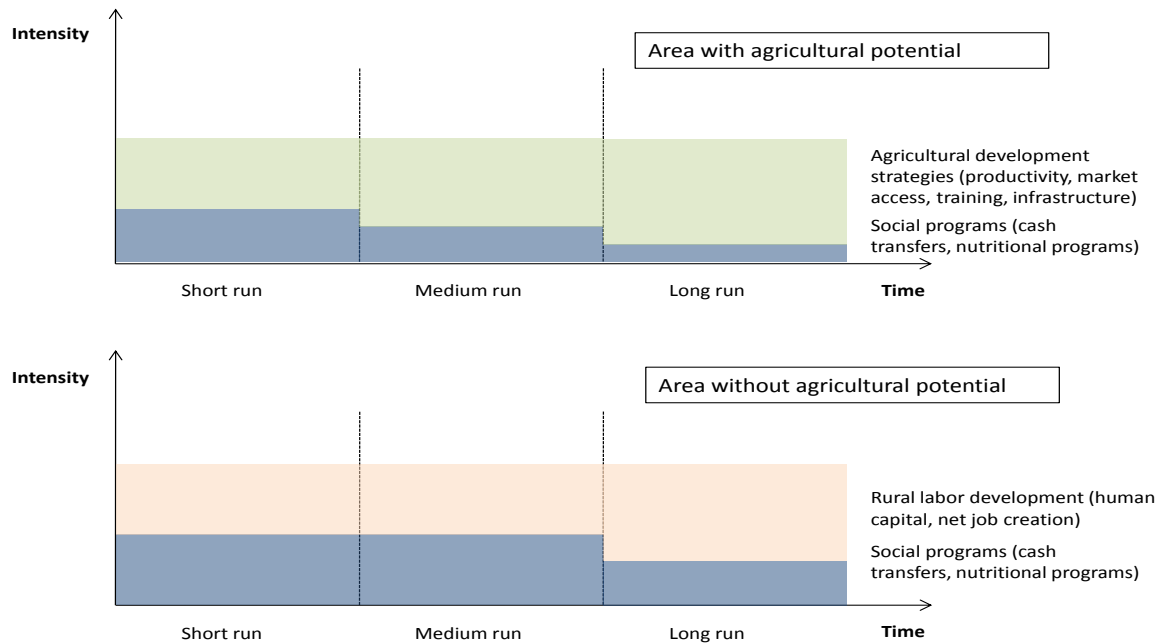 Intensity
Area with agricultural potential
Agricultural development
strategies (productivity, market
access, training, infrastructure)
Social programs (cash
transfers, nutritional programs)
Short run
Medium run
Long run
Time
Intensity
Area without agricultural potential
Rural labor development (human
capital, net job creation)
Social programs (cash
transfers, nutritional programs)
Short run
Medium run
Long run
Time